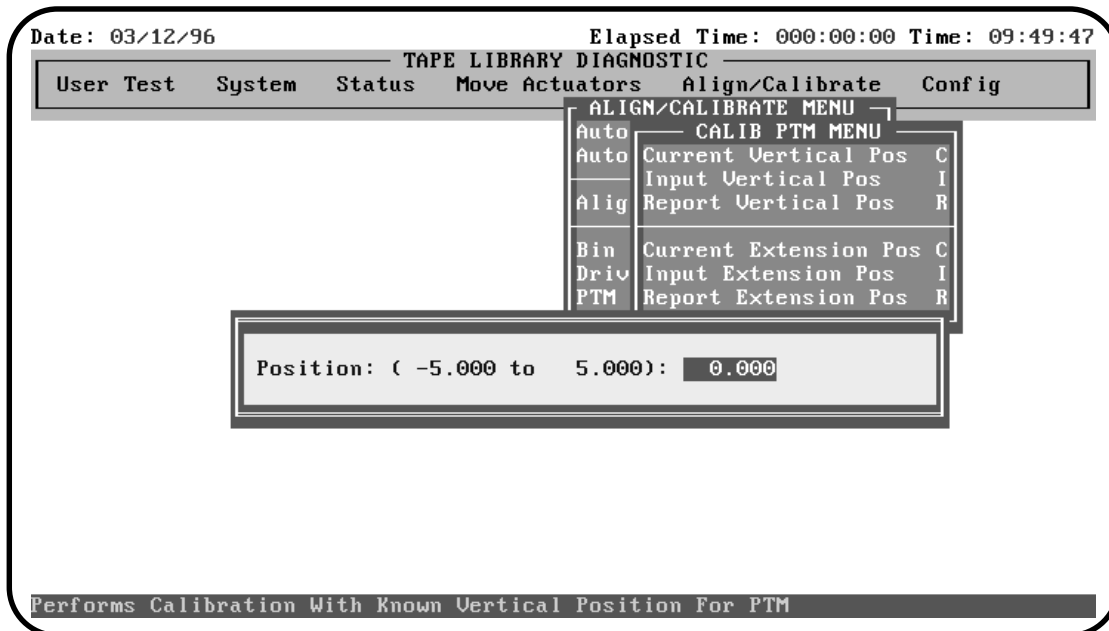 Date: 03/12/96 Elapsed Time: 000:00:00 Time: 09:49:47
TAPE LIBRARY DIAGNOSTIC
User Test System Status Move Actuators Align/Calibrate Config
ALIGN/CALIBRATE MENU
Auto CALIB PTM MENU
Auto Current Vertical Pos C
Input Vertical Pos I
Alig Report Vertical Pos R
Bin Current Extension Pos C
Driv Input Extension Pos I
PTM Report Extension Pos R
Position: ( -5.000 to 5.000): 0.000
Performs Calibration With Known Vertical Position For PTM